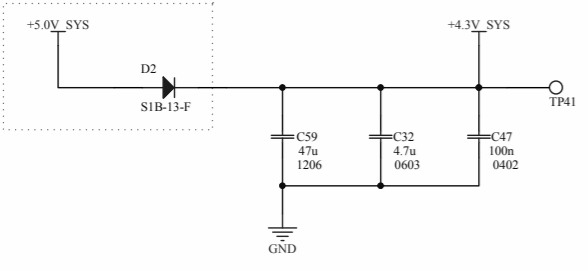 +5.0V_SYS
+4.3V_SYS
D2
S1B-13-F
TP41
C59
47u
1206
C32
4.7u
0603
C47
100n
0402
GND